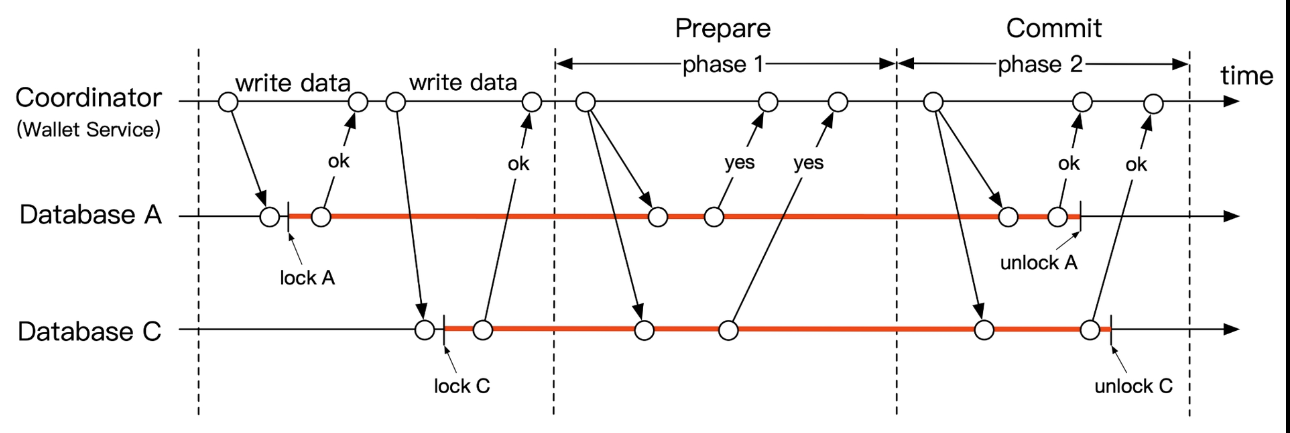 Prepare
Commit
phase 1
phase 2
time
write data
write data
Coordinator
(Wallet Service)
ok
ok
yes
yes
ok
ok
Database A
lock A
unlock A
Database C
lock C
unlock C